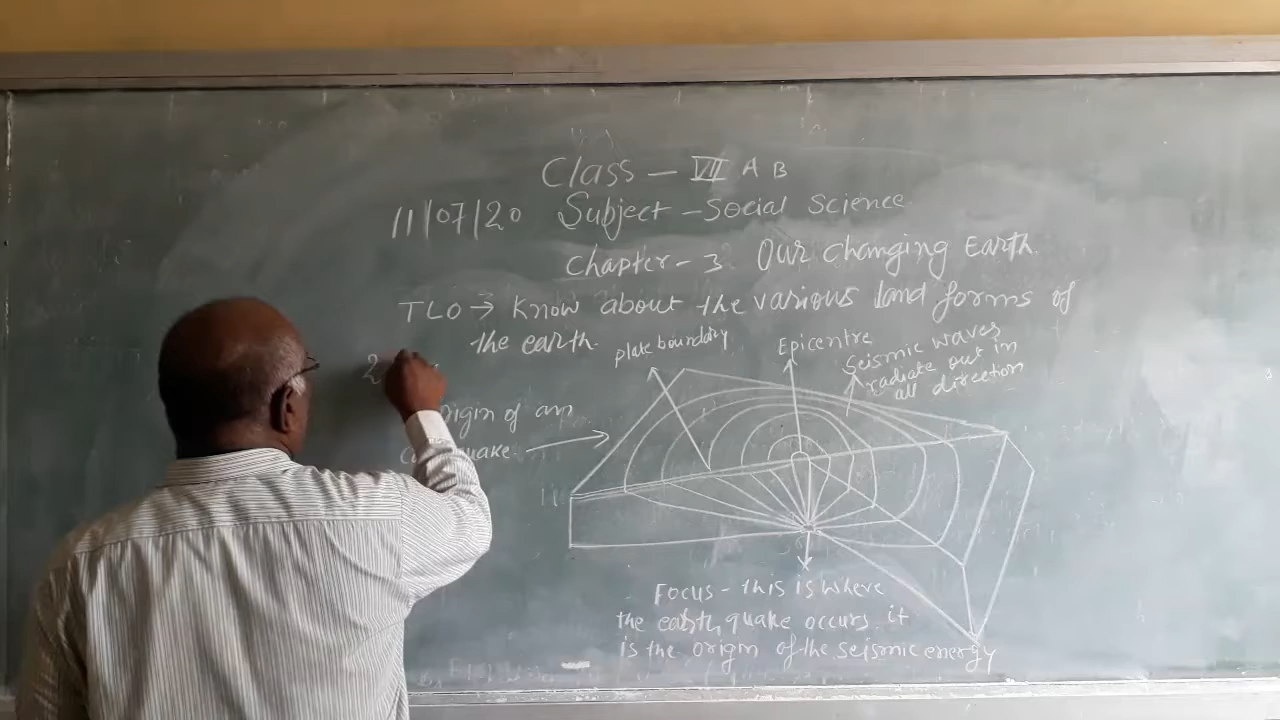 Class - VII A B
11/07/20 Subject - Social Science
Chapter - 3 Our Changing Earth
TLO → Know about the various land forms of
the earth.
plate boundary
Epicentre
Seismic waves
radiate out in
all direction
2
origin of an
quake
Focus - this is where
the earth quake occurs. it
is the origin of the seismic energy